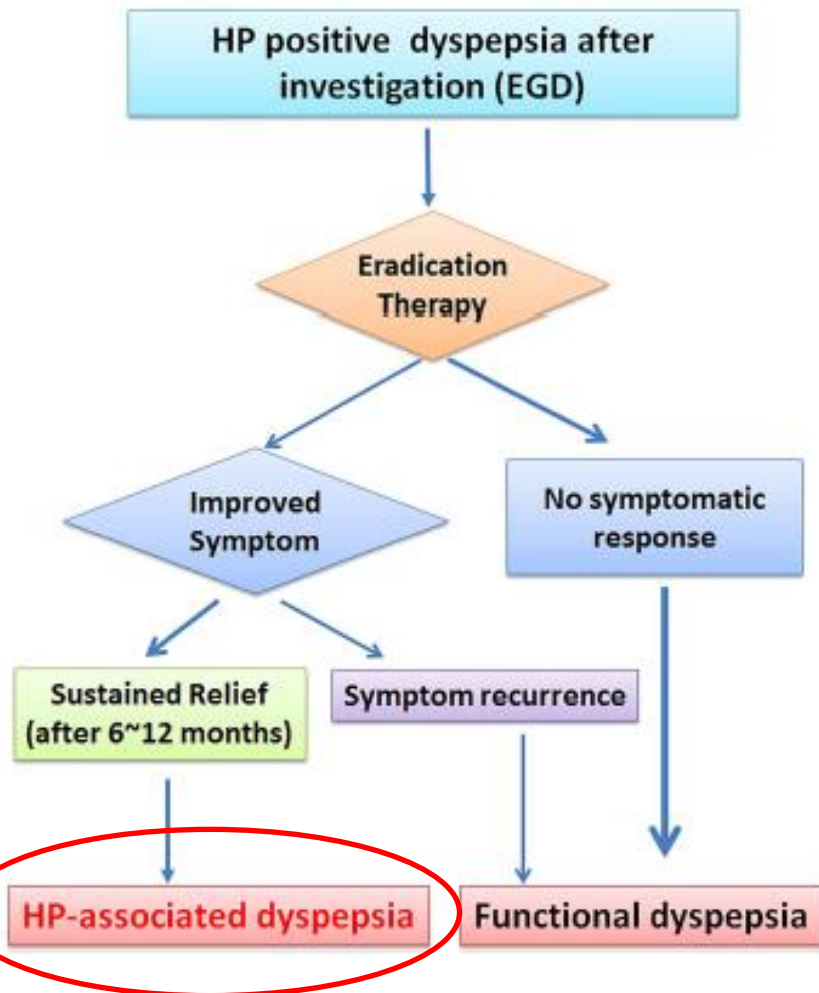 HP positive dyspepsia after
investigation (EGD)
Eradication
Therapy
Improved
Symptom
No symptomatic
response
Sustained Relief
(after 6~12 months)
Symptom recurrence
HP-associated dyspepsia
Functional dyspepsia